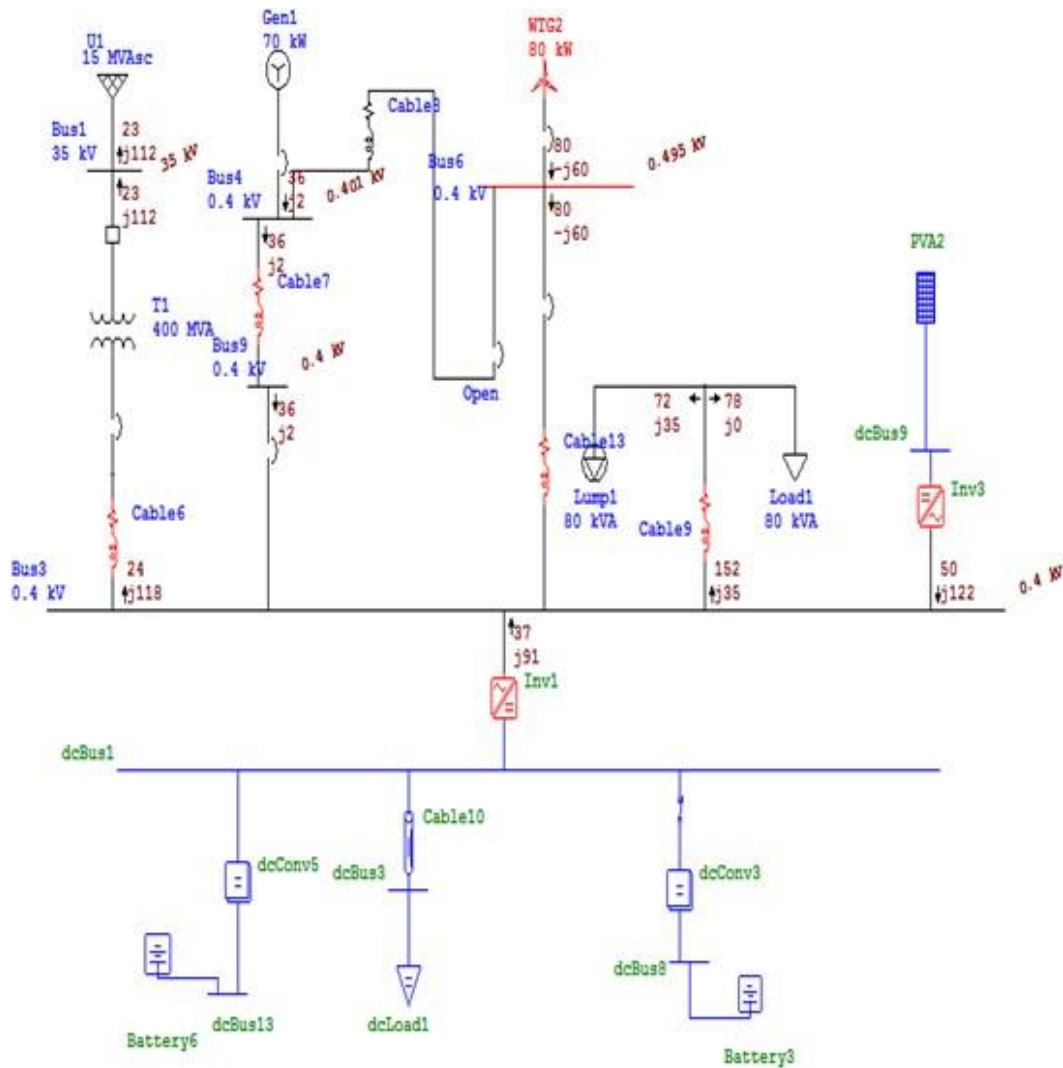 U1
15 MVAsc
Gen1
70 kW
WTG2
80 kW
Bus1
35 kV
23
j112
35 kV
23
j112
Cable8
Bus4
0.4 kV
36
j2
0.401 kV
Bus6
0.4 kV
80
-j60
0.495 kV
80
-j60
36
j2
Cable7
PVA2
T1
400 MVA
Bus9
0.4 kV
0.4 kV
36
j2
Open
72
j35
78
j0
dcBus9
Cable13
Inv3
Lump1
80 kVA
Load1
80 kVA
Cable6
Cable9
Bus3
0.4 kV
24
j118
152
j35
50
j122
0.4 kV
37
j91
Inv1
dcBus1
Cable10
dcConv5
dcBus3
dcConv3
dcBus8
dcBus13
dcLoad1
Battery6
Battery3